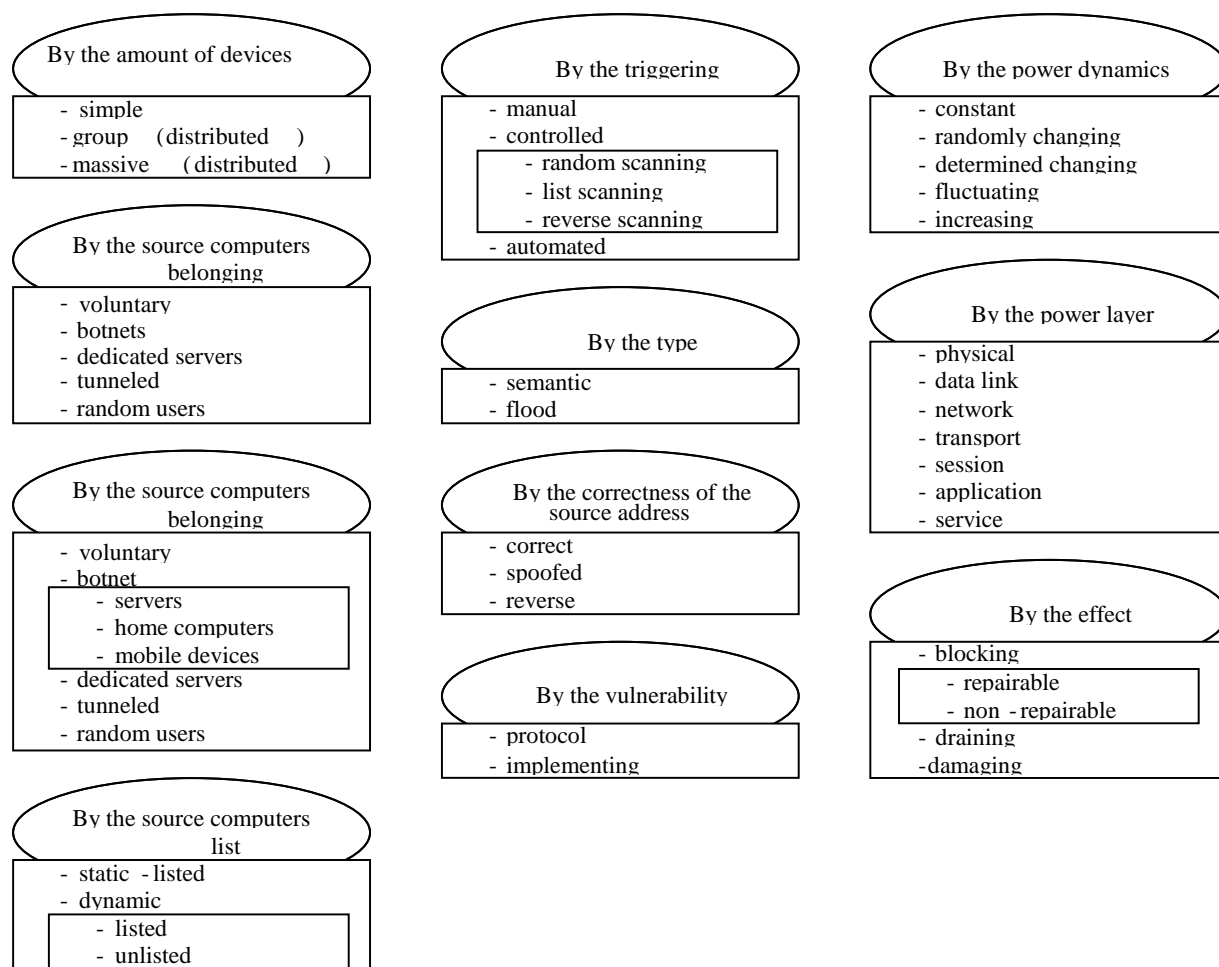 By the amount of devices
- simple
- group (distributed )
- massive (distributed )
By the source computers
belonging
- voluntary
- botnets
- dedicated servers
- tunneled
- random users
By the source computers
belonging
- voluntary
- botnet
- servers
- home computers
- mobile devices
- dedicated servers
- tunneled
- random users
By the source computers
list
- static -listed
- dynamic
- listed
- unlisted
By the triggering
- manual
- controlled
- random scanning
- list scanning
- reverse scanning
- automated
By the type
- semantic
- flood
By the correctness of the
source address
- correct
- spoofed
- reverse
By the vulnerability
- protocol
- implementing
By the power dynamics
- constant
- randomly changing
- determined changing
- fluctuating
- increasing
By the power layer
- physical
- data link
- network
- transport
- session
- application
- service
By the effect
- blocking
- repairable
- non -repairable
- draining
-damaging